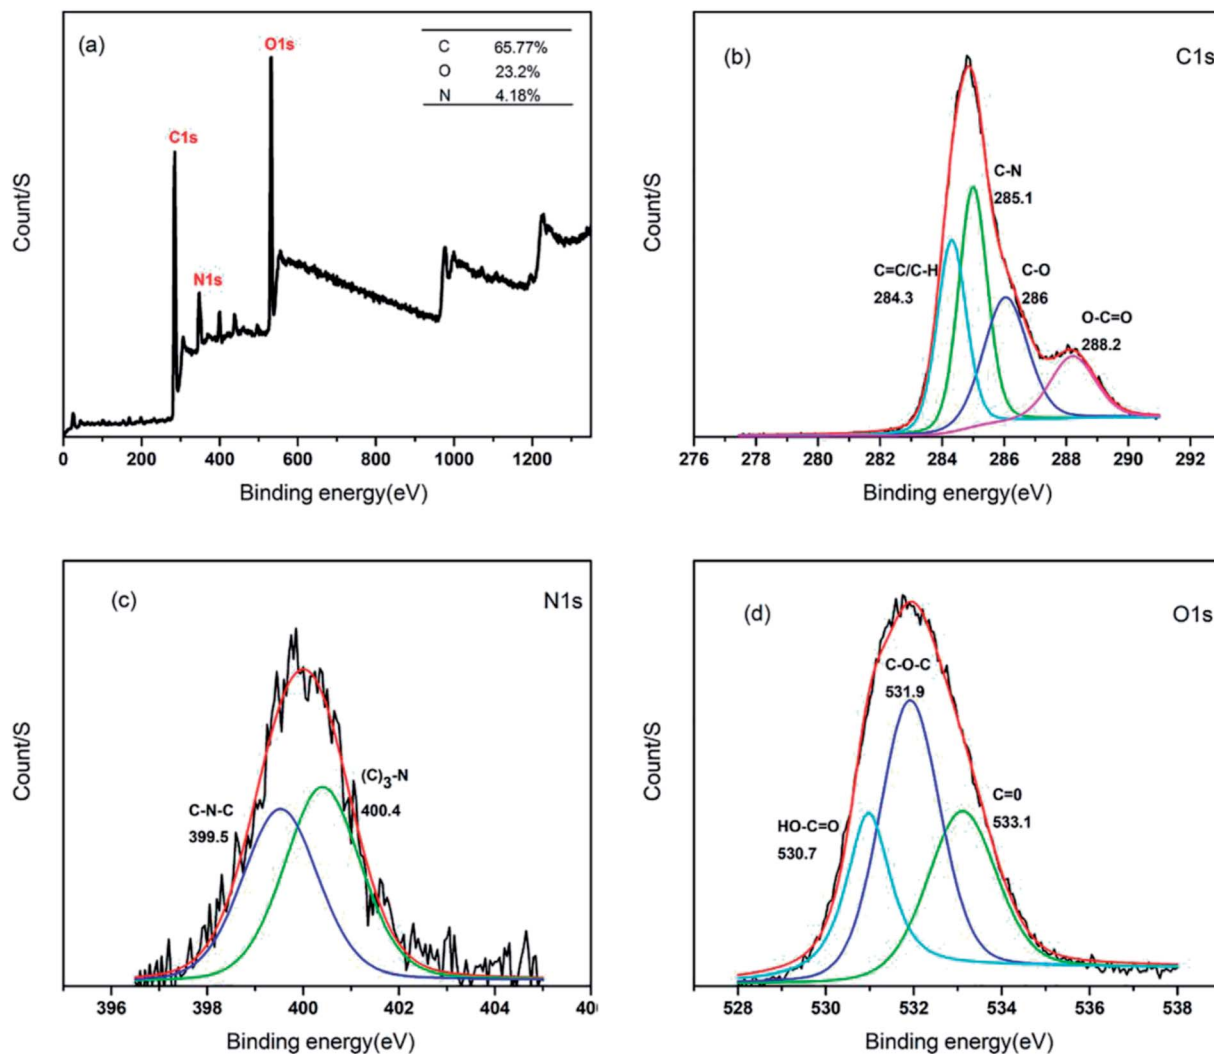 (a)
O1s
C 65.77%
O 23.2%
N 4.18%
C1s
N1s
Count/S
0 200 400 600 800 1000 1200
Binding energy(eV)
(b)
C1s
C-N
285.1
C=C/C-H
284.3
C-O
286
O-C=O
288.2
Count/S
276 278 280 282 284 286 288 290 292
Binding energy(eV)
(c)
N1s
(C)3-N
400.4
C-N-C
399.5
Count/S
396 398 400 402 404
Binding energy(eV)
(d)
O1s
C-O-C
531.9
C=0
533.1
HO-C=O
530.7
Count/S
528 530 532 534 536 538
Binding energy(eV)